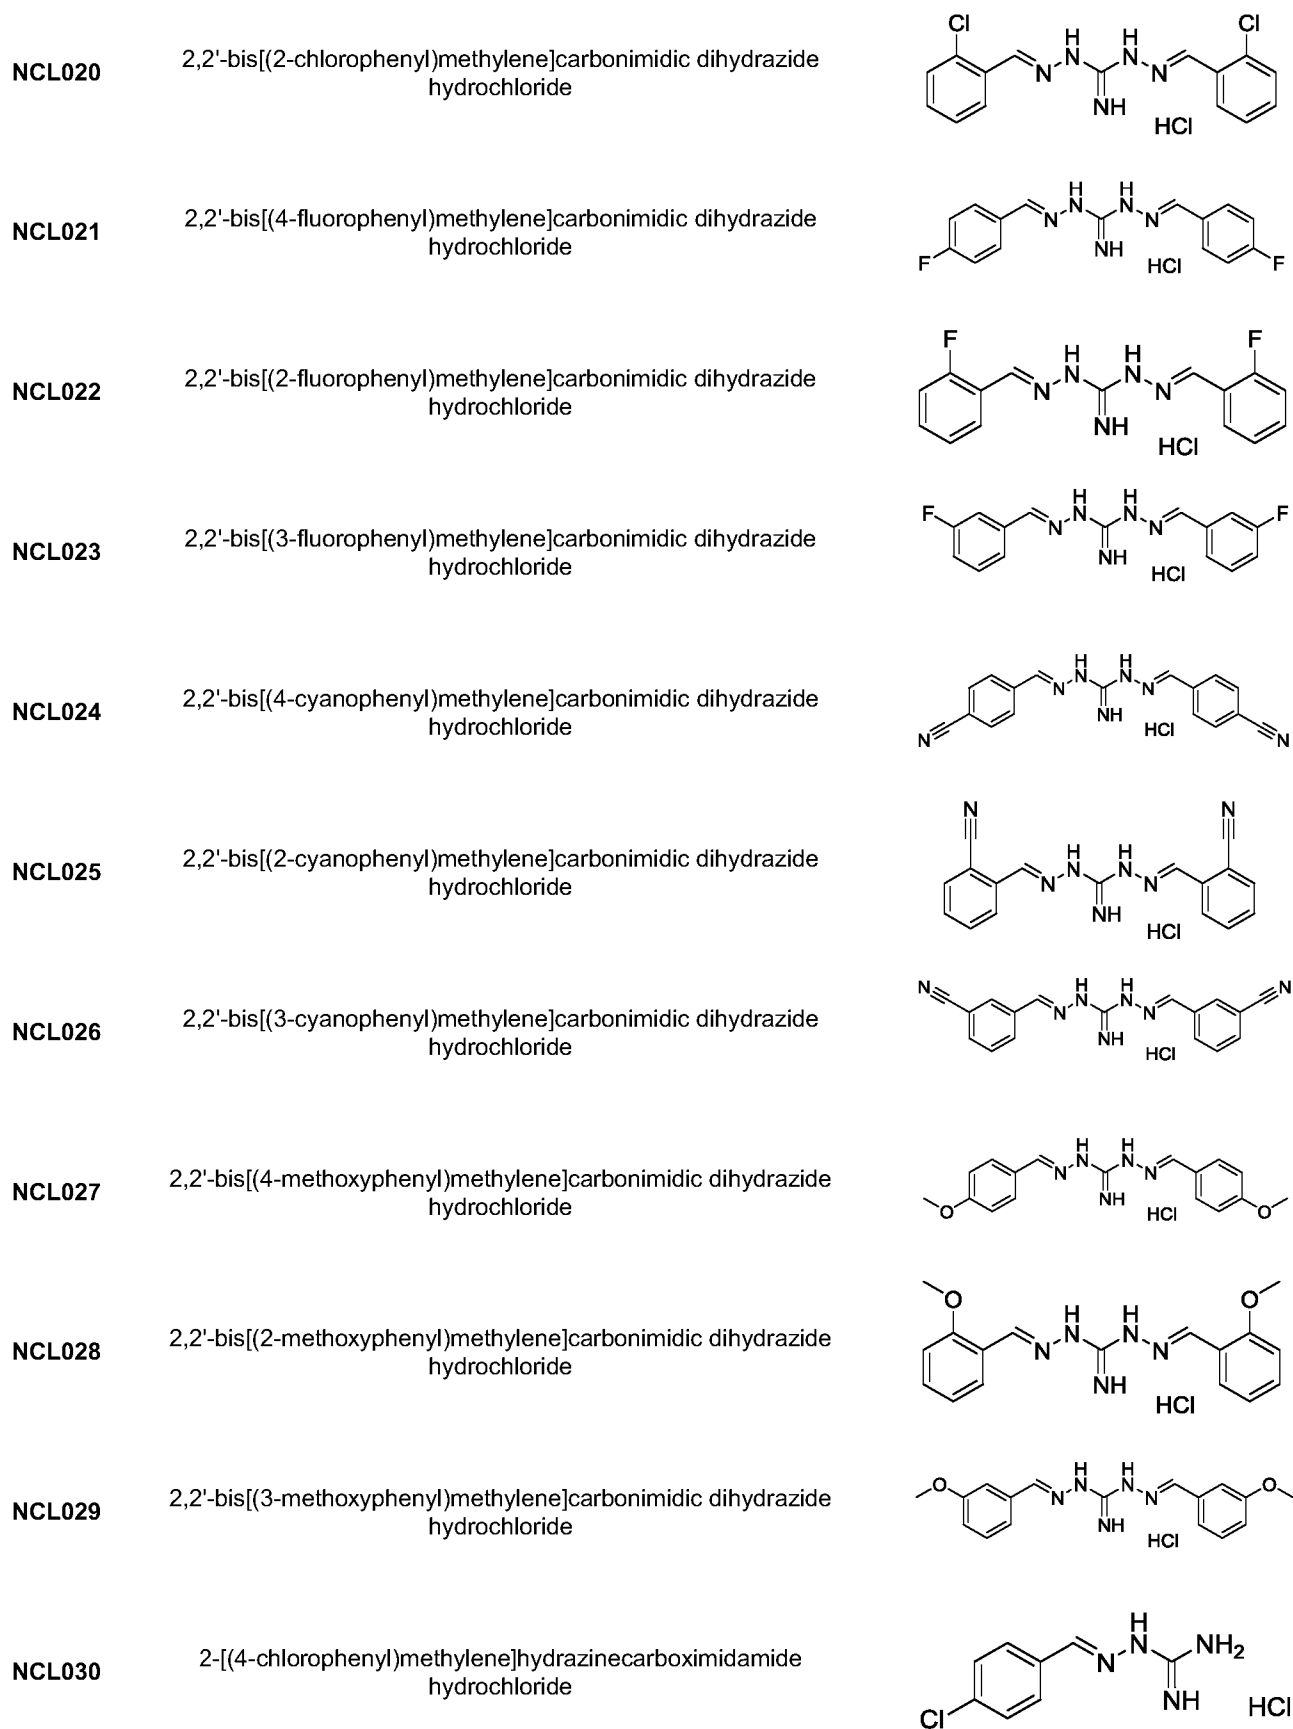 NCL020
2,2'-bis[(2-chlorophenyl)methylene]carbonimidic dihydrazide
hydrochloride
Cl Cl
H H
N N
N N
NH
HCl
NCL021
2,2'-bis[(4-fluorophenyl)methylene]carbonimidic dihydrazide
hydrochloride
H H
N N
N N
NH
F HCl F
NCL022
2,2'-bis[(2-fluorophenyl)methylene]carbonimidic dihydrazide
hydrochloride
F F
H H
N N
N N
NH
HCl
NCL023
2,2'-bis[(3-fluorophenyl)methylene]carbonimidic dihydrazide
hydrochloride
H H
F N N F
N N
NH
HCl
NCL024
2,2'-bis[(4-cyanophenyl)methylene]carbonimidic dihydrazide
hydrochloride
H H
N N
N N
NH
HCl
N N
NCL025
2,2'-bis[(2-cyanophenyl)methylene]carbonimidic dihydrazide
hydrochloride
N N
H H
N N
N N
NH
HCl
NCL026
2,2'-bis[(3-cyanophenyl)methylene]carbonimidic dihydrazide
hydrochloride
N H H N
N N
N N
NH
HCl
NCL027
2,2'-bis[(4-methoxyphenyl)methylene]carbonimidic dihydrazide
hydrochloride
H H
N N
N N
NH
O HCl O
NCL028
2,2'-bis[(2-methoxyphenyl)methylene]carbonimidic dihydrazide
hydrochloride
O O
H H
N N
N N
NH
HCl
NCL029
2,2'-bis[(3-methoxyphenyl)methylene]carbonimidic dihydrazide
hydrochloride
H H
O N N O
N N
NH
HCl
NCL030
2-[(4-chlorophenyl)methylene]hydrazinecarboximidamide
hydrochloride
H
N NH2
N
NH HCl
Cl